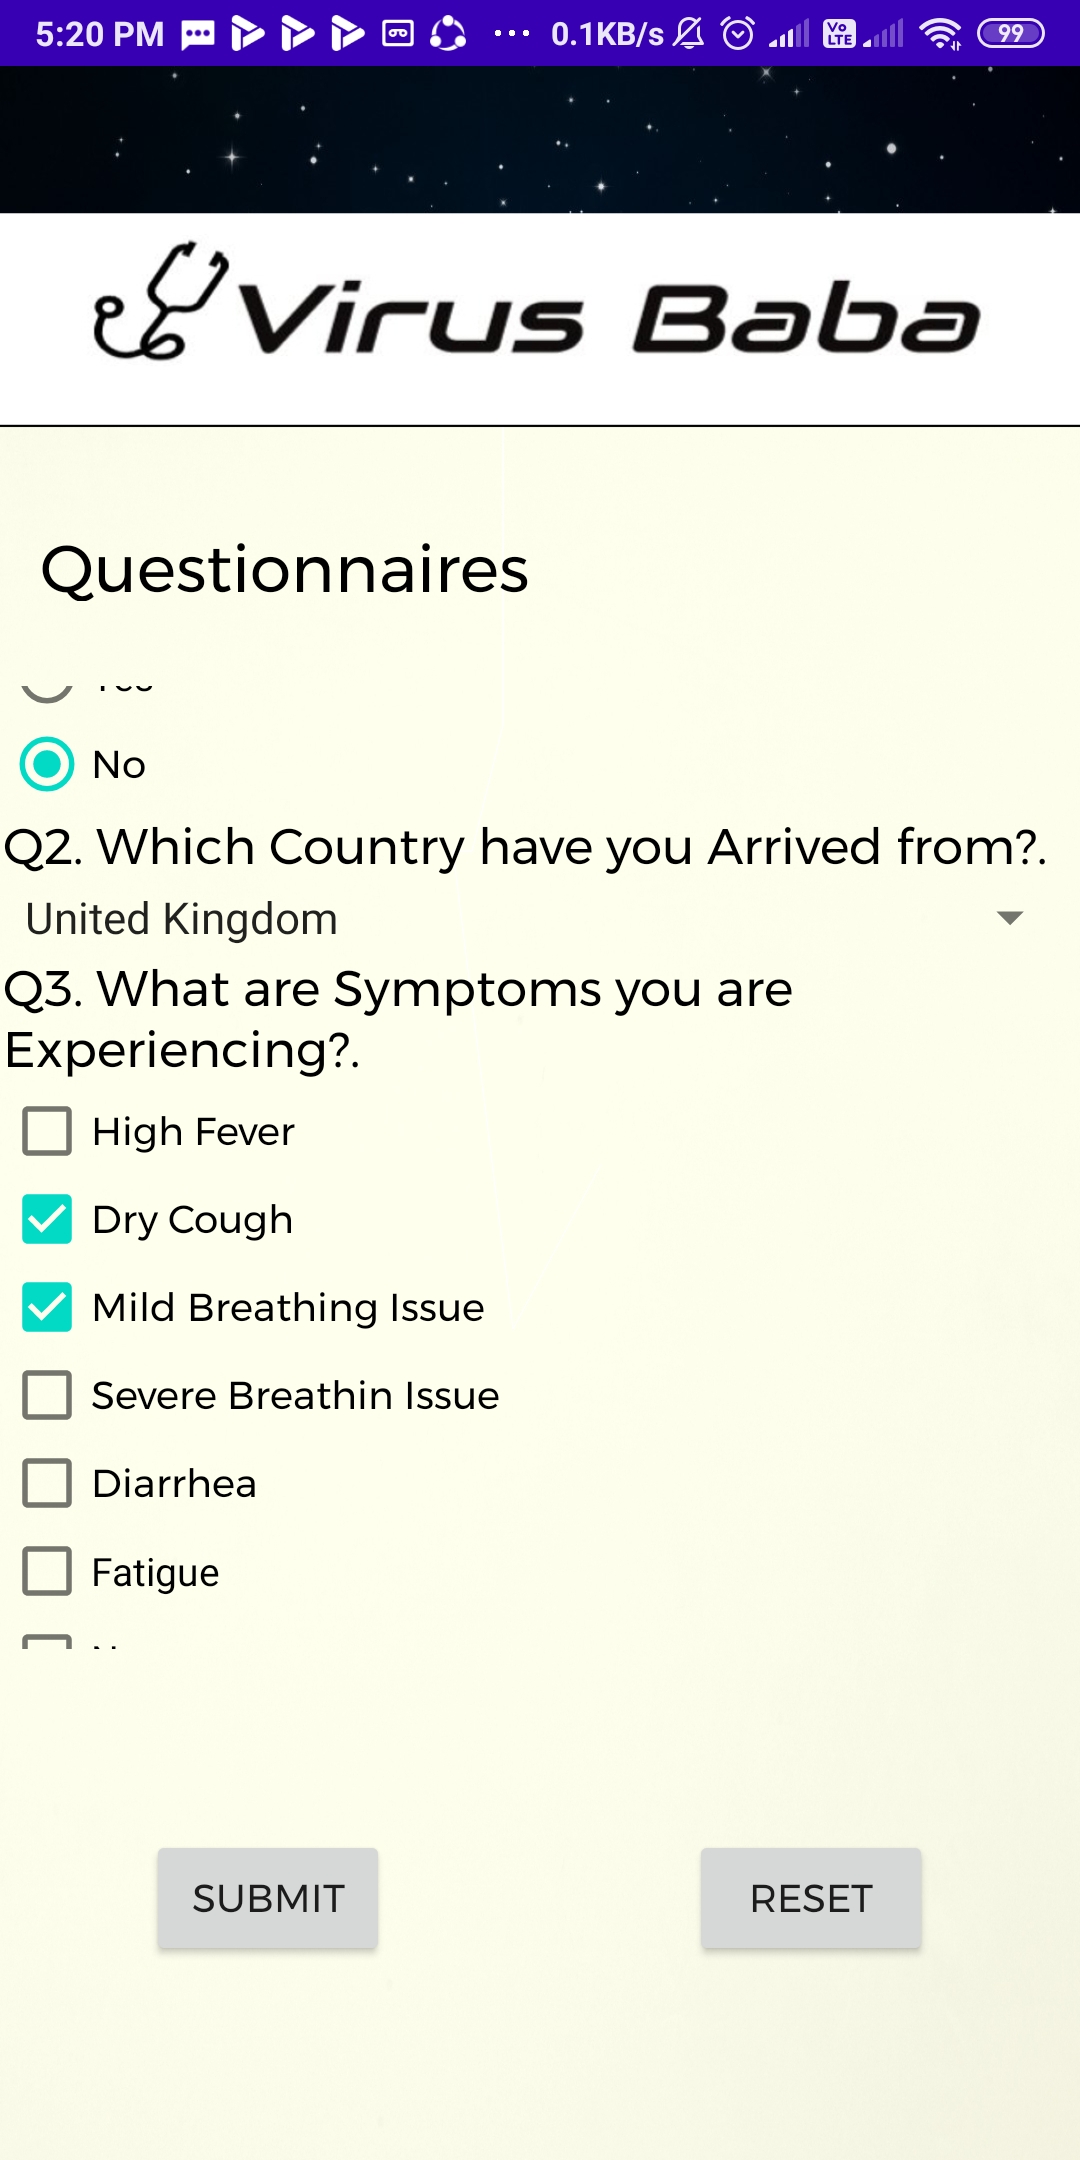 5:20 PM ... 0.1KB/s Vo LTE 99
Virus Baba
Questionnaires
No
Q2. Which Country have you Arrived from?.
United Kingdom
Q3. What are Symptoms you are
Experiencing?.
High Fever
Dry Cough
Mild Breathing Issue
Severe Breathin Issue
Diarrhea
Fatigue
SUBMIT RESET